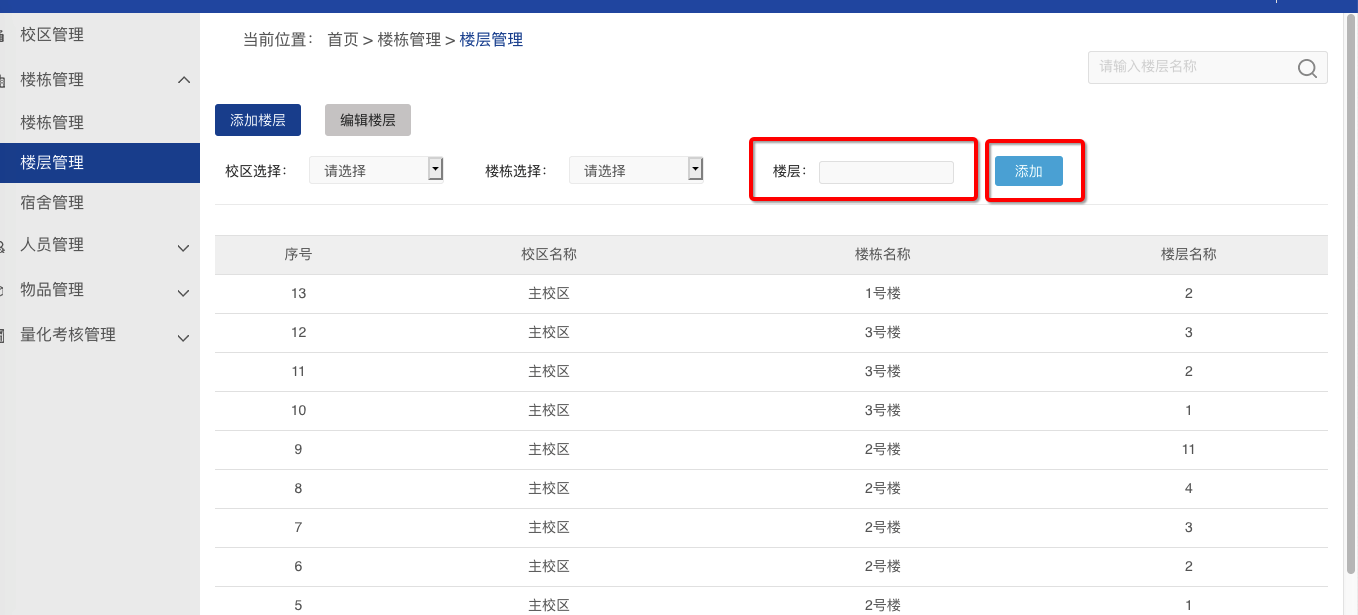 校区管理
楼栋管理
楼栋管理
楼层管理
宿舍管理
人员管理
物品管理
量化考核管理
当前位置： 首页 > 楼栋管理 > 楼层管理
请输入楼层名称
添加楼层 编辑楼层
校区选择： 请选择 楼栋选择： 请选择 楼层： 添加
序号 校区名称 楼栋名称 楼层名称
13 主校区 1号楼 2
12 主校区 3号楼 3
11 主校区 3号楼 2
10 主校区 3号楼 1
9 主校区 2号楼 11
8 主校区 2号楼 4
7 主校区 2号楼 3
6 主校区 2号楼 2
5 主校区 2号楼 1